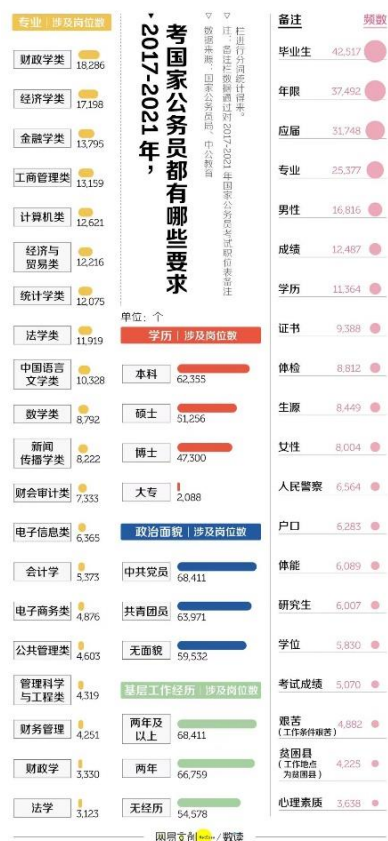 2017-2021年，
考国家公务员都有哪些要求
▽ 数据来源：国家公务员局、中公教育
▽ 注：备注栏数据通过对2017-2021年国家公务员考试职位表备注
栏进行分词统计得来。
专业 | 涉及岗位数
财政学类 18,286
经济学类 17,198
金融学类 13,795
工商管理类 13,159
计算机类 12,621
经济与
贸易类 12,216
统计学类 12,075
法学类 11,919
中国语言
文学类 10,328
数学类 8,792
新闻
传播学类 8,222
财会审计类 7,333
电子信息类 6,365
会计学 5,373
电子商务类 4,876
公共管理类 4,603
管理科学
与工程类 4,319
财务管理 4,251
财政学 3,330
法学 3,123
单位：个
学历 | 涉及岗位数
本科 62,355
硕士 51,256
博士 47,300
大专 2,088
政治面貌 | 涉及岗位数
中共党员 68,411
共青团员 63,971
无面貌 59,532
基层工作经历 | 涉及岗位数
两年及
以上 68,411
两年 66,759
无经历 54,578
备注 频数
毕业生 42,517
年限 37,492
应届 31,748
专业 25,377
男性 16,816
成绩 12,487
学历 11,364
证书 9,388
体检 8,812
生源 8,449
女性 8,004
人民警察 6,564
户口 6,283
体能 6,089
研究生 6,007
学位 5,830
考试成绩 5,070
艰苦 4,882
（工作条件艰苦）
贫困县 4,225
（工作地点
为贫困县）
心理素质 3,638
网易文创 / 数读